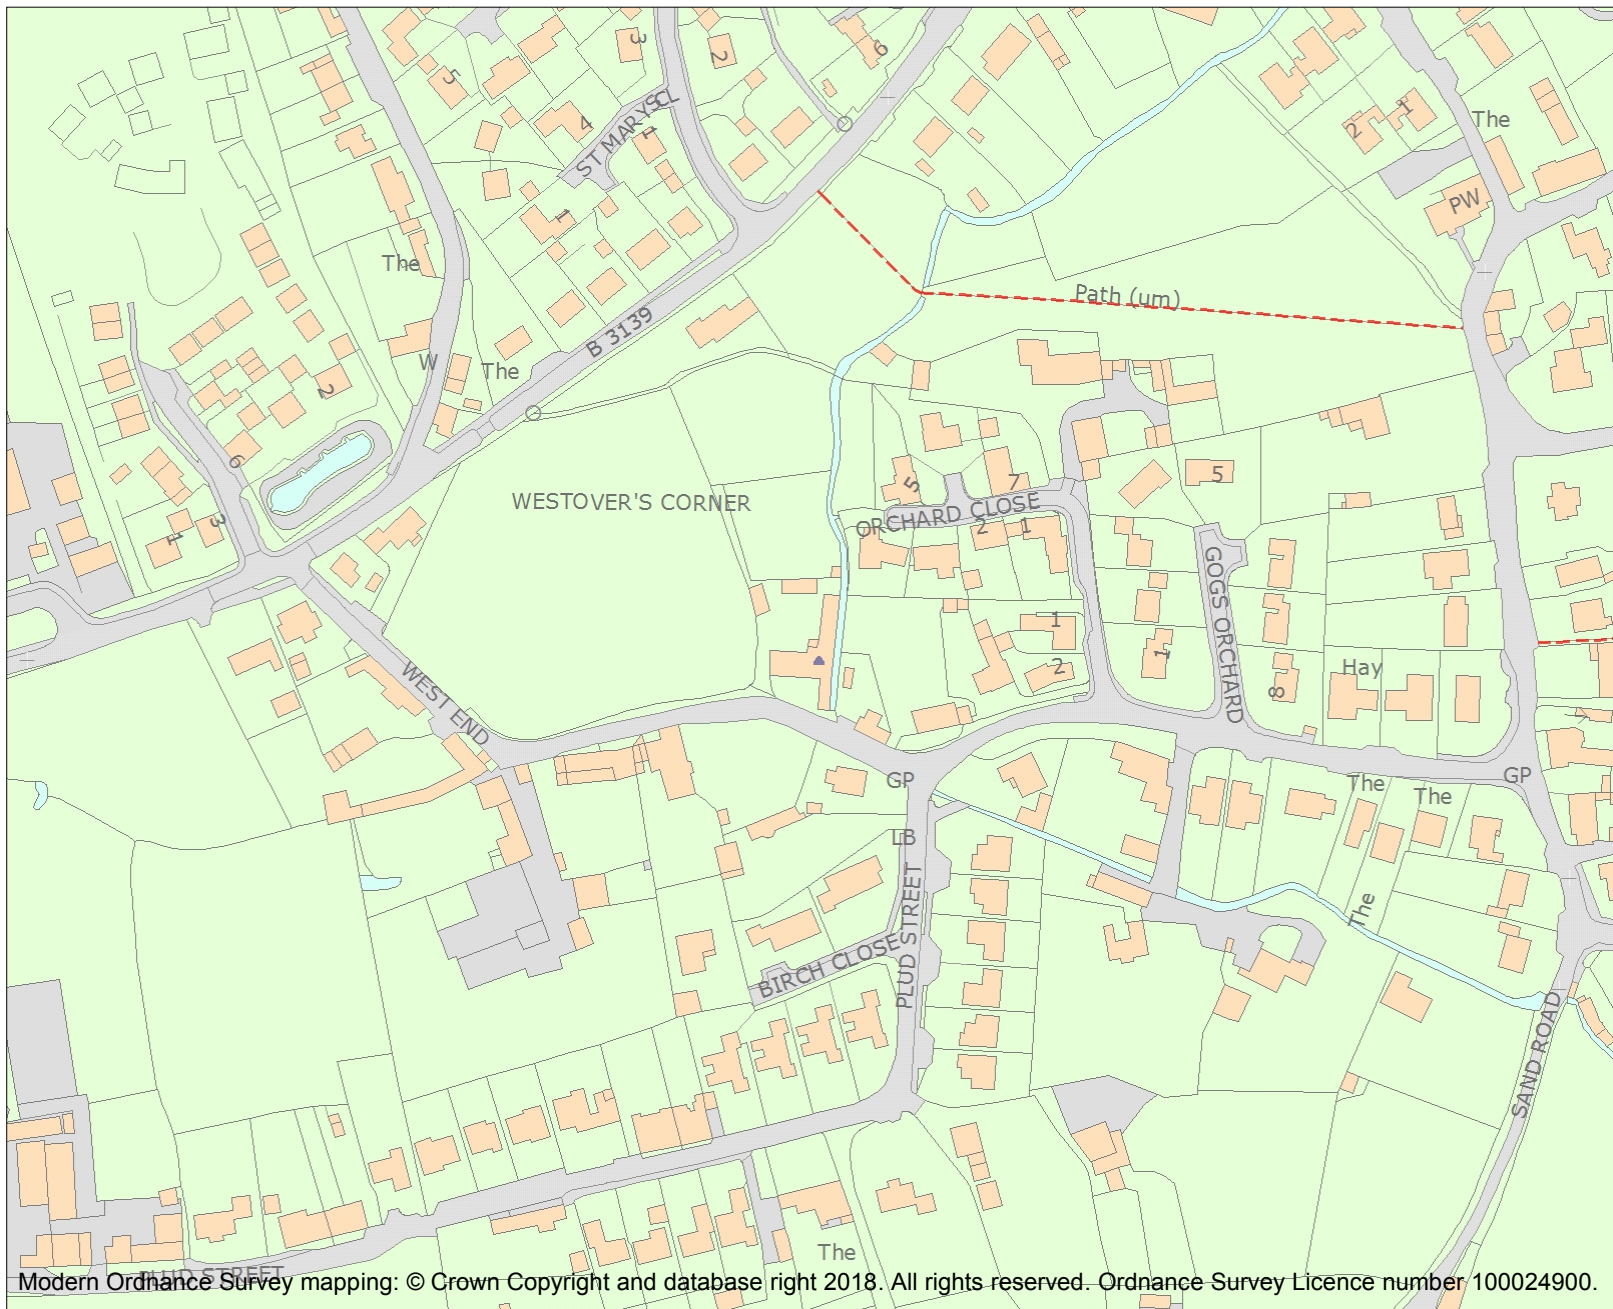 3
2
6
5
ST MARYS CL
4
1
1
The
2
1
PW
The
Path (um)
B 3139
W
The
2
6
3
1
WESTOVER'S CORNER
5
7
5
ORCHARD CLOSE
2
1
GOGS ORCHARD
1
2
1
8
Hay
WEST END
7
GP
GP
The
The
LB
The
PLUD STREET
BIRCH CLOSE
SAND ROAD
The
PLUD STREET
Modern Ordnance Survey mapping: © Crown Copyright and database right 2018. All rights reserved. Ordnance Survey Licence number 100024900.